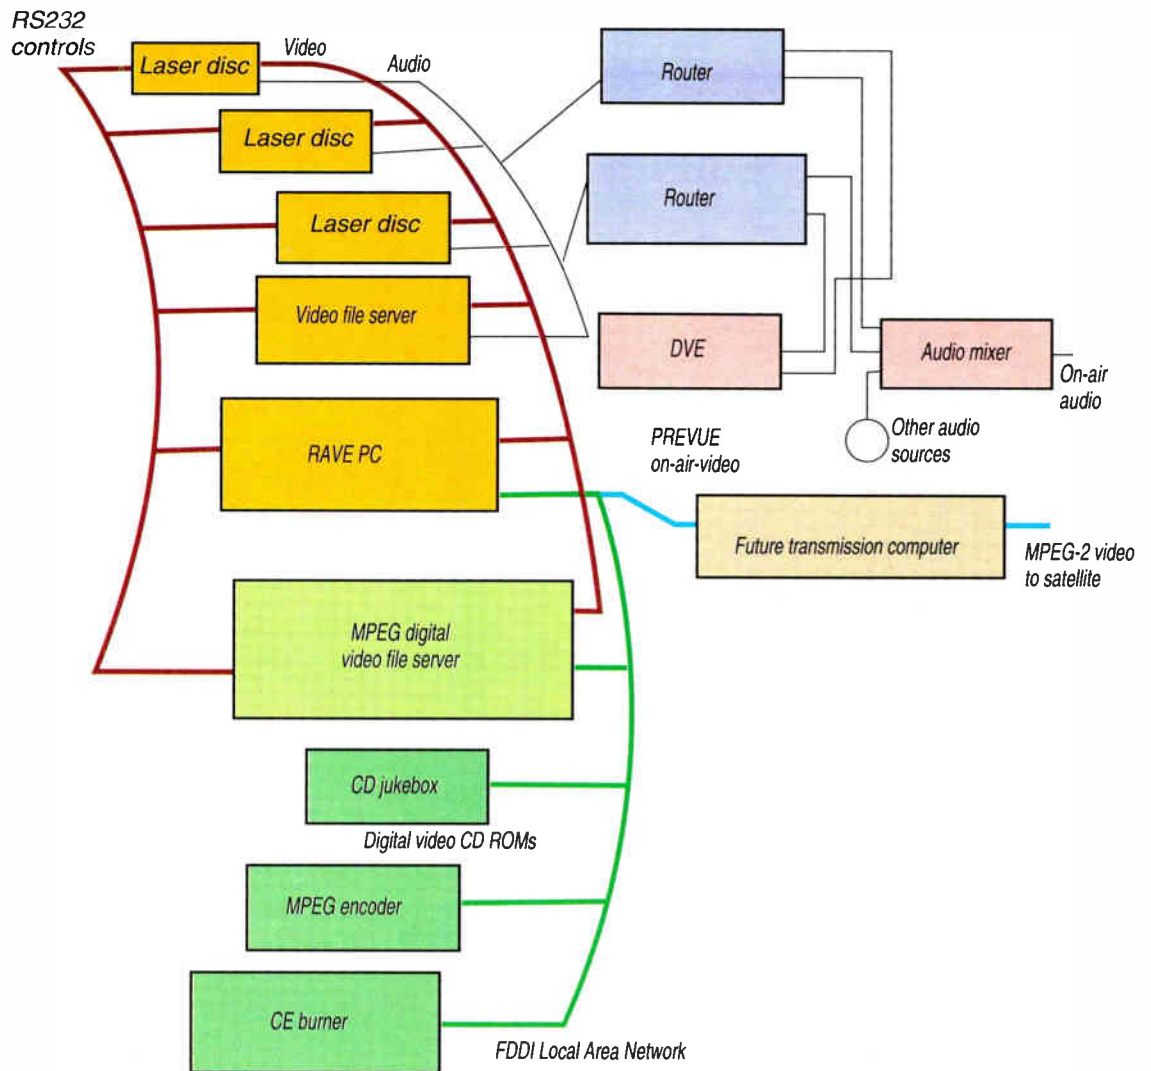 RS232
controls
Video
Audio
Laser disc
Router
Laser disc
Router
Laser disc
Video file server
DVE
Audio mixer
On-air
audio
Other audio
sources
RAVE PC
PREVUE
on-air-video
Future transmission computer
MPEG-2 video
to satellite
MPEG digital
video file server
CD jukebox
Digital video CD ROMs
MPEG encoder
CE burner
FDDI Local Area Network